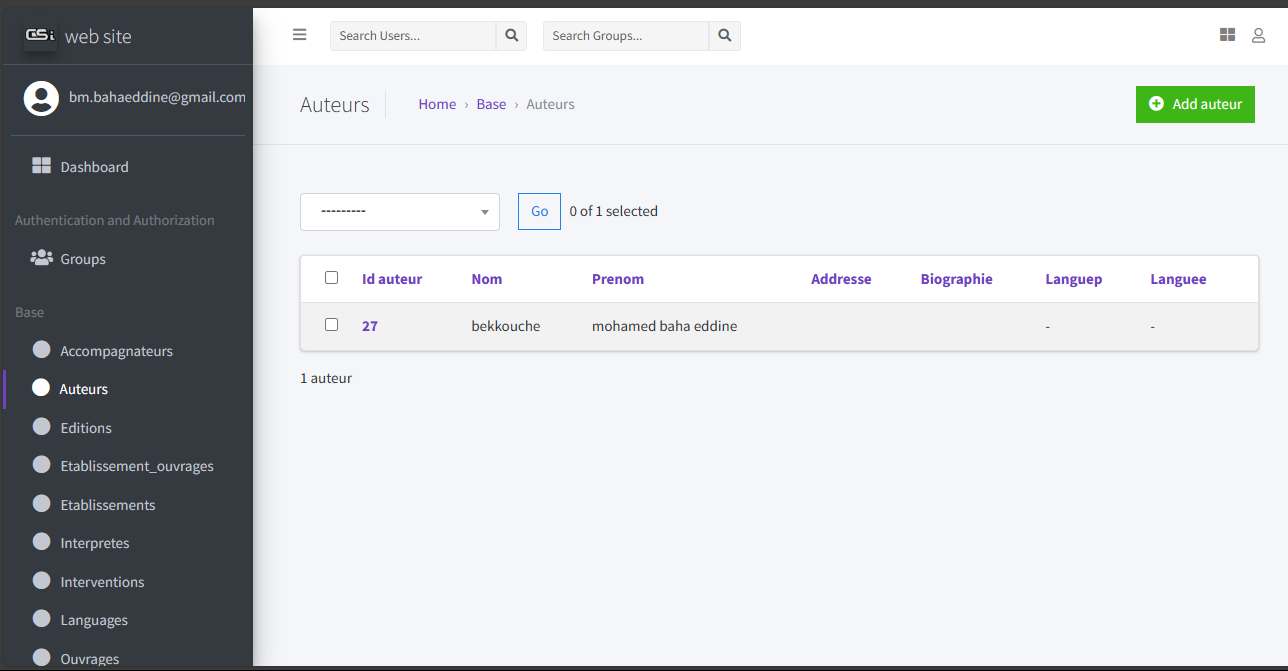 GSi web site
bm.bahaeddine@gmail.com
Dashboard
Authentication and Authorization
Groups
Base
Accompagnateurs
Auteurs
Editions
Etablissement_ouvrages
Etablissements
Interpretes
Interventions
Languages
Ouvrages
Search Users...
Search Groups...
Auteurs
Home › Base › Auteurs
Add auteur
---------
Go
0 of 1 selected
Id auteur Nom Prenom Addresse Biographie Languep Languee
27 bekkouche mohamed baha eddine - -
1 auteur